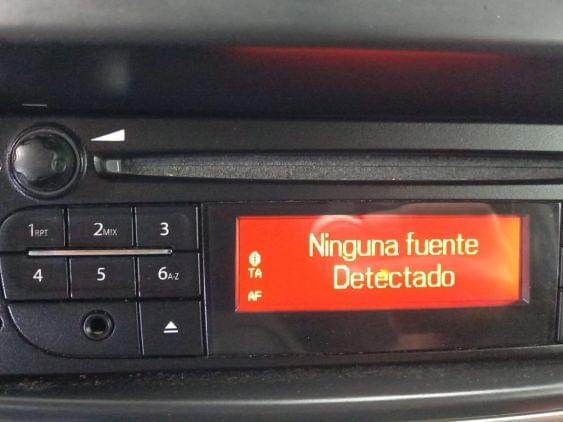 Ninguna fuente
TA Detectado
AF
1RPT 2MIX 3
4 5 6A-Z